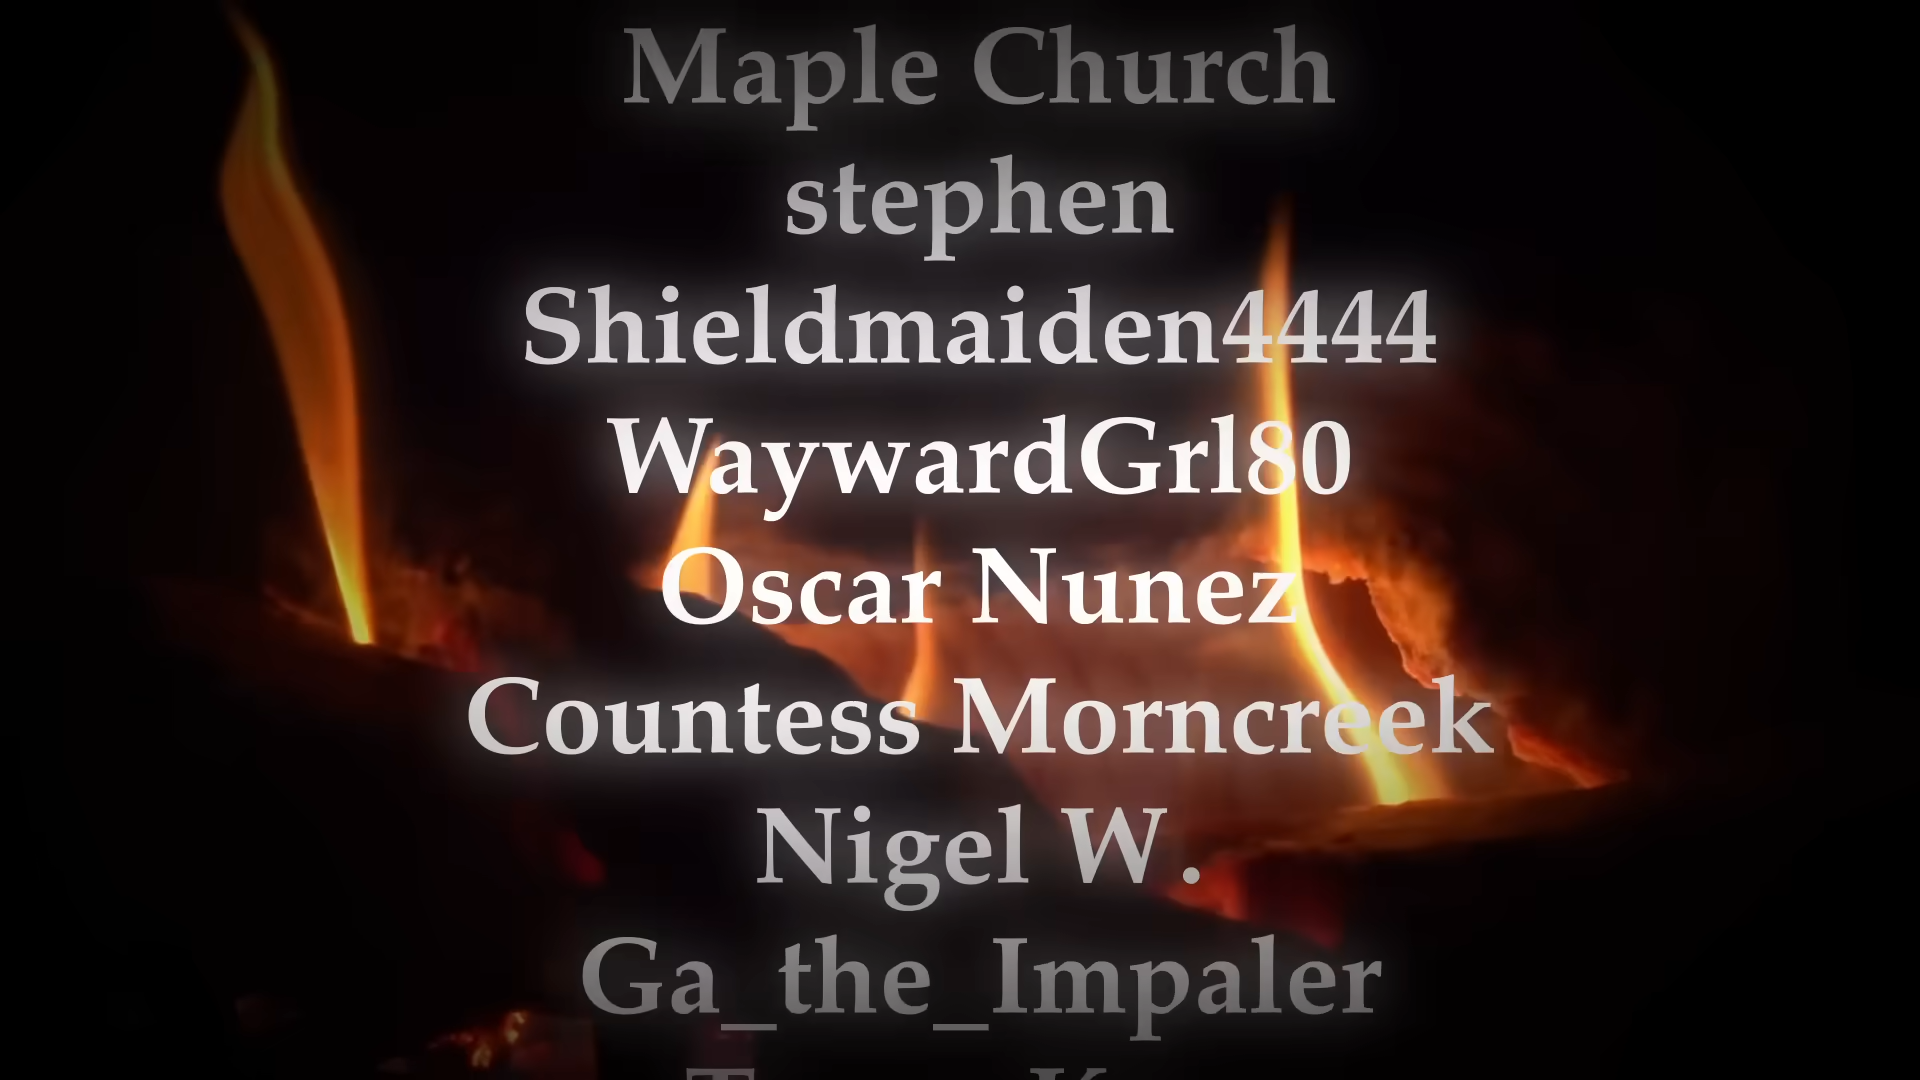 Maple Church
stephen
Shieldmaiden4444
WaywardGrl80
Oscar Nunez
Countess Morncreek
Nigel W.
Ga_the_Impaler